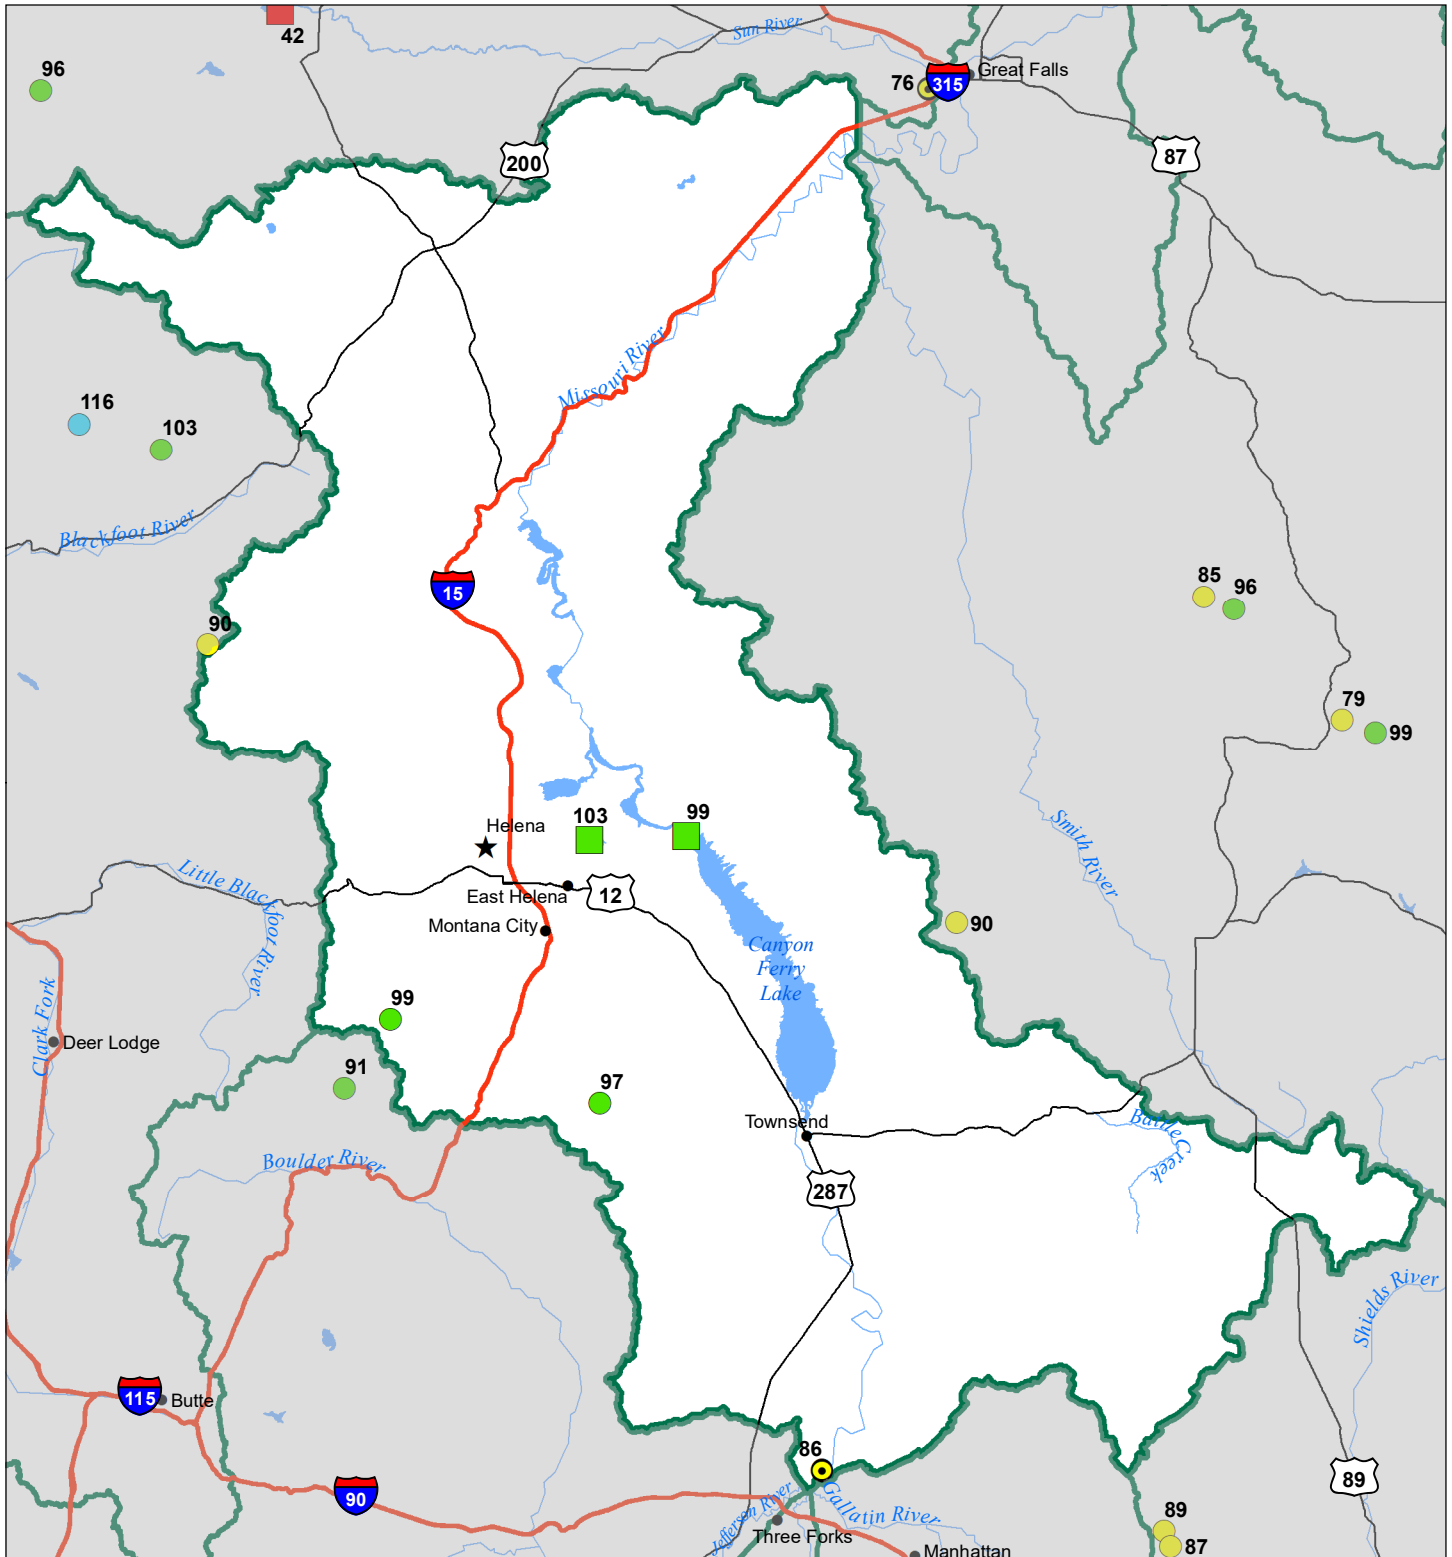 42
Sun River
96
Great Falls
76
315
87
200
Missouri River
116
103
Blackfoot River
15
85
96
90
79
99
103
99
Helena
Smith River
Little Blackfoot River
East Helena
12
Montana City
90
Canyon
Ferry
Lake
Clark Fork
99
Deer Lodge
91
97
Townsend
Battle Creek
Boulder River
287
Shields River
115
Butte
86
89
90
Jefferson River
Gallatin River
Three Forks
89
87
Manhattan